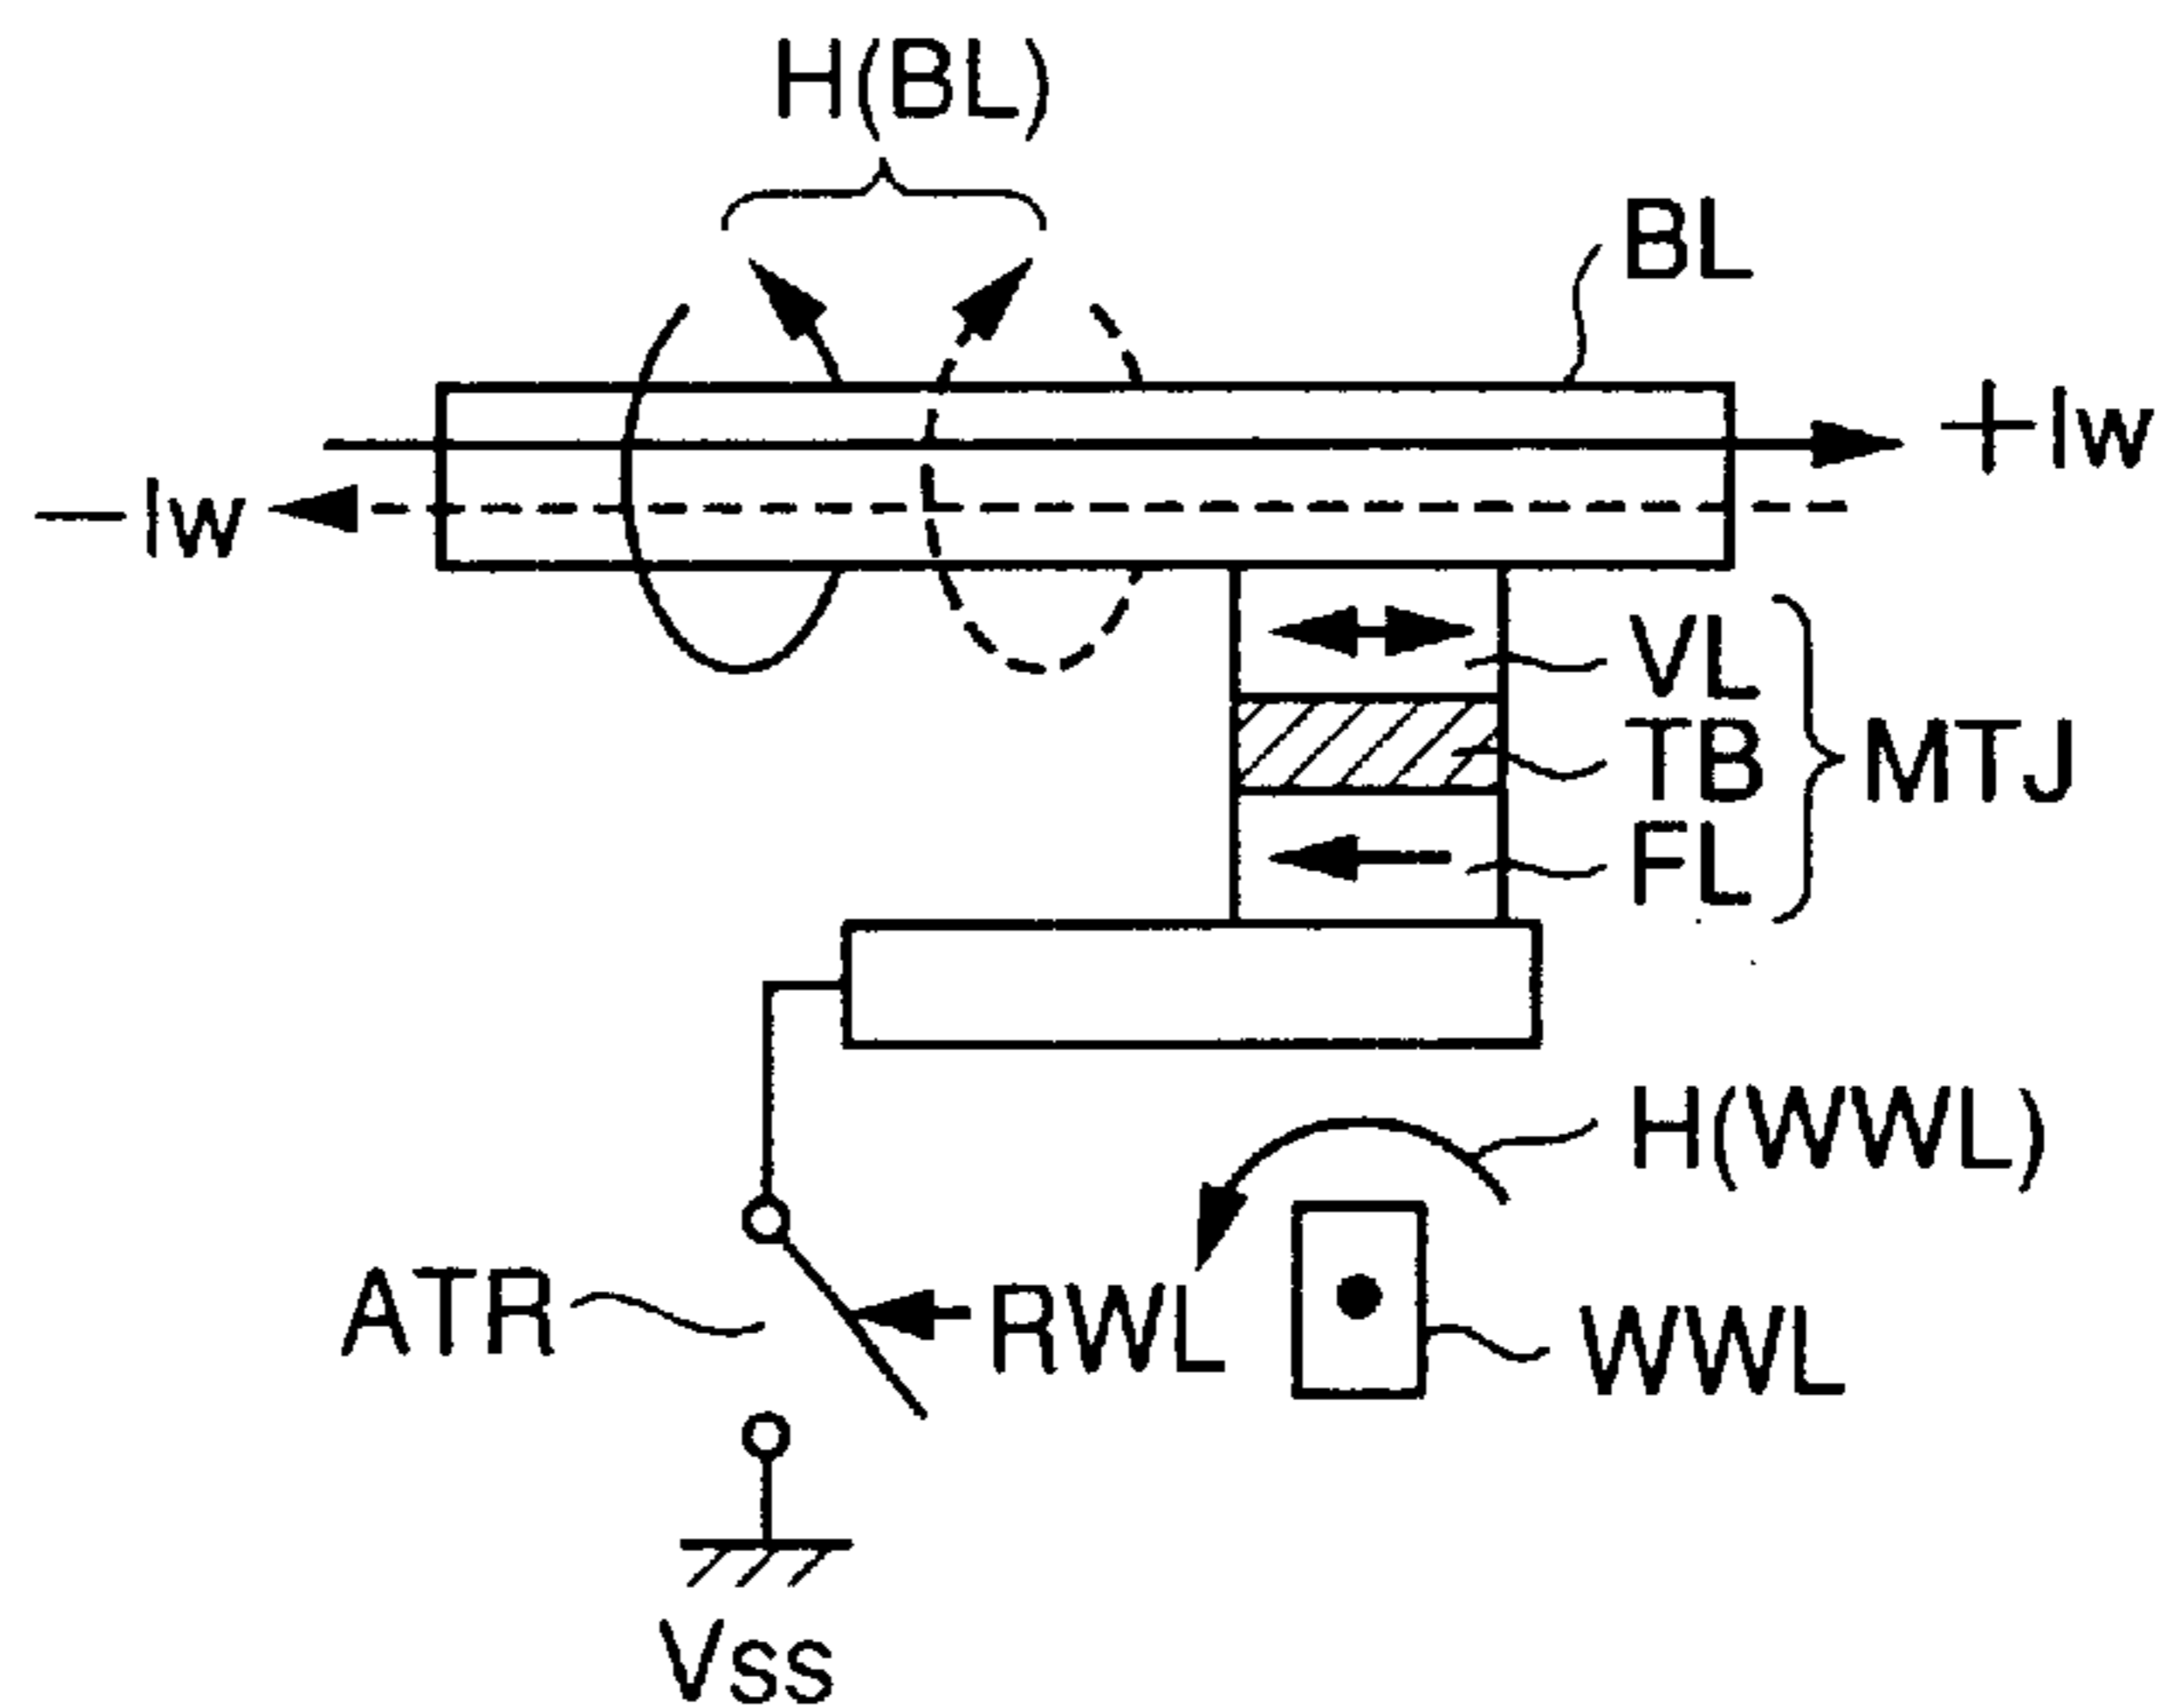 H(BL)
BL
+Iw
—Iw
VL
TB
MTJ
FL
H(WWL)
ATR
RWL
WWL
Vss